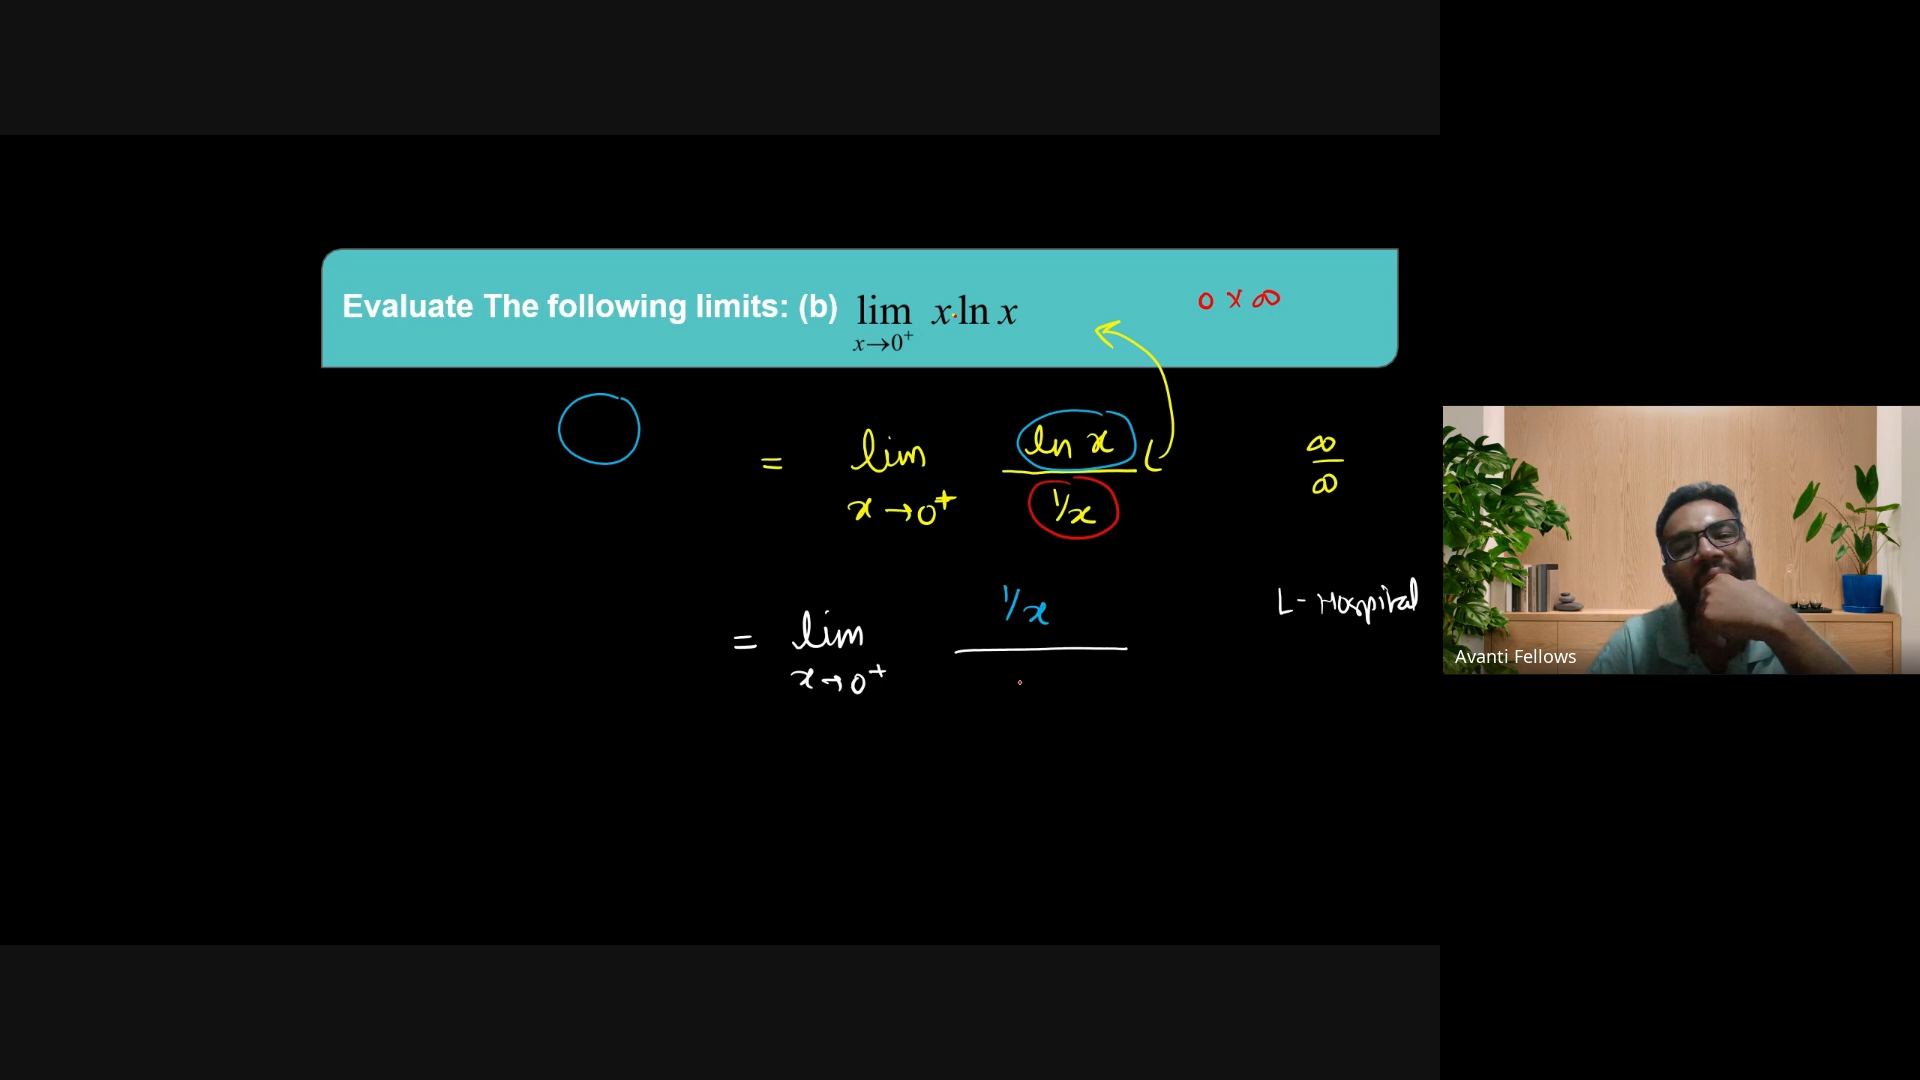 Evaluate The following limits: (b) lim x→0⁺ x·ln x 0 × ∞
= lim x→0⁺ ln x / 1/x ∞/∞
L-Hospital
= lim x→0⁺ 1/x
Avanti Fellows